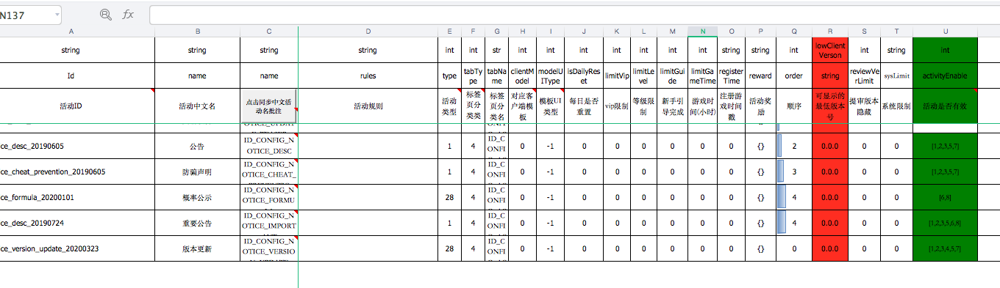 N137 fx
A B C D E F G H I J K L M N O P Q R S T U
string string string string int int str int int int int int int int string string int lowClientVerson int string int
Id name name rules type tabType tabName clientModel modelUIType isDailyReset limitVip limitLevel limitGuide limitGameTime registerTime reward order string reviewVerLimit sysLimit activityEnable
活动ID 活动中文名 点击同步中文活动名批注 活动规则 活动类型 标签页分类类 标签页分类名 对应客户端模板 模板UI类型 每日是否重置 vip限制 等级限制 新手引导完成 游戏时间(小时) 注册游戏时间戳 活动奖励 顺序 可显示的最低版本号 提审版本隐藏 系统限制 活动是否有效
ce_desc_20190605 公告 ID_CONFIG_NOTICE_DESC 1 4 ID_CONFI 0 -1 0 0 0 0 0 0 {} 2 0.0.0 0 0 [1,2,3,5,7]
ce_cheat_prevention_20190605 防骗声明 ID_CONFIG_NOTICE_CHEAT_ 1 4 ID_CONFI 0 -1 0 0 0 0 0 0 {} 3 0.0.0 0 0 [1,2,3,5,7]
ce_formula_20200101 概率公示 ID_CONFIG_NOTICE_FORMU 28 4 ID_CONFI 0 -1 0 0 0 0 0 0 {} 4 0.0.0 0 0 [6,8]
ce_desc_20190724 重要公告 ID_CONFIG_NOTICE_IMPORT 1 4 ID_CONFI 0 -1 0 0 0 0 0 0 {} 4 0.0.0 0 0 [1,2,3,5,6,8]
ce_version_update_20200323 版本更新 ID_CONFIG_NOTICE_VERSIO 28 4 ID_CONFI 0 -1 0 0 0 0 0 0 {} 0 0.0.0 0 0 [1,2,3,4,5,7]